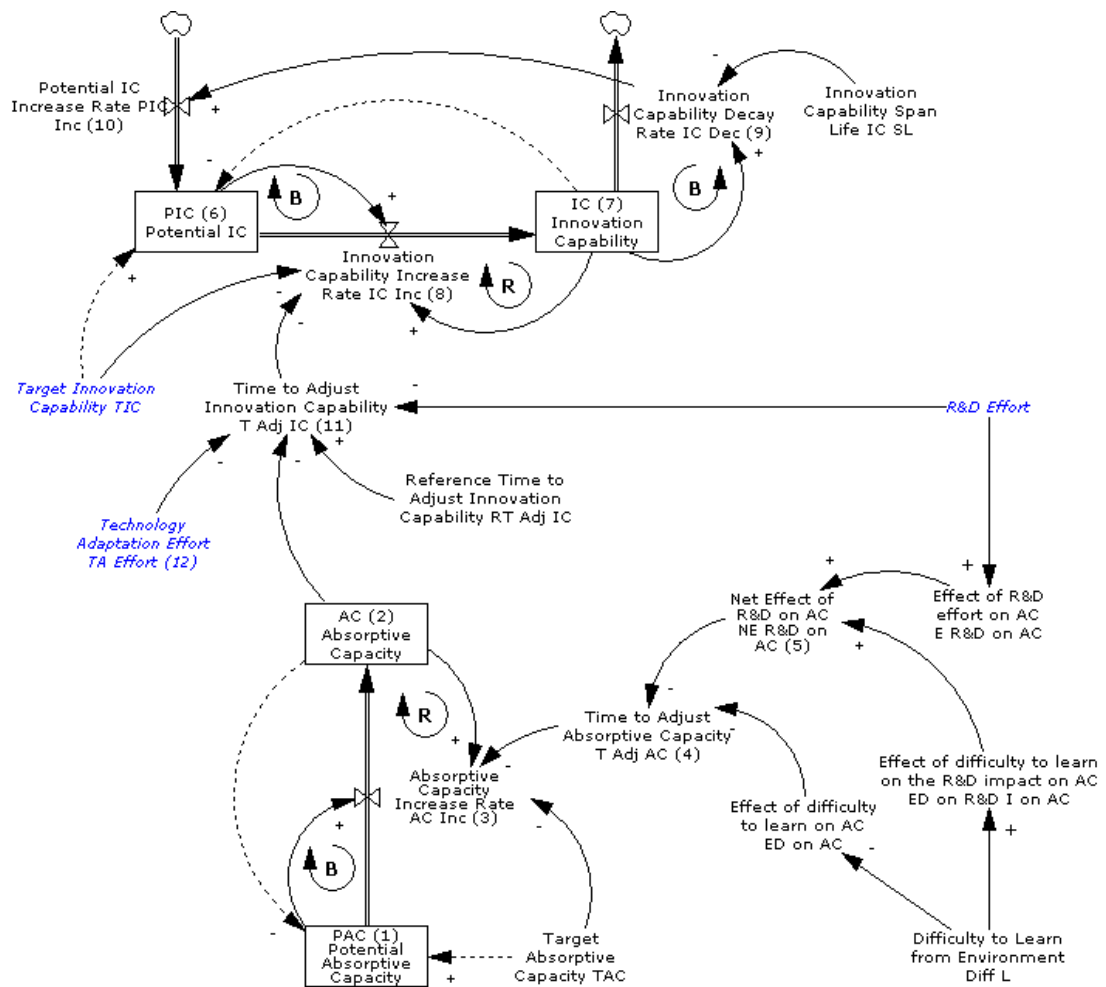 Potential IC
Increase Rate PIC
Inc (10)
+
-
Innovation
Capability Decay
Rate IC Dec (9)
-
+
Innovation
Capability Span
Life IC SL
PIC (6)
Potential IC
B
+
IC (7)
Innovation
Capability
B
+
Innovation
Capability Increase
Rate IC Inc (8)
-
-
+
R
Target Innovation
Capability TIC
Time to Adjust
Innovation Capability
T Adj IC (11)
-
-
-
+
R&D Effort
Reference Time to
Adjust Innovation
Capability RT Adj IC
Technology
Adaptation Effort
TA Effort (12)
AC (2)
Absorptive
Capacity
Net Effect of
R&D on AC
NE R&D on
AC (5)
+
+
+
Effect of R&D
effort on AC
E R&D on AC
R
+
Time to Adjust
Absorptive Capacity
T Adj AC (4)
-
-
Absorptive
Capacity
Increase Rate
AC Inc (3)
-
-
Effect of difficulty to learn
on the R&D impact on AC
ED on R&D I on AC
+
Effect of difficulty
to learn on AC
ED on AC
-
+
B
-
PAC (1)
Potential
Absorptive
Capacity
+
Target
Absorptive
Capacity TAC
Difficulty to Learn
from Environment
Diff L